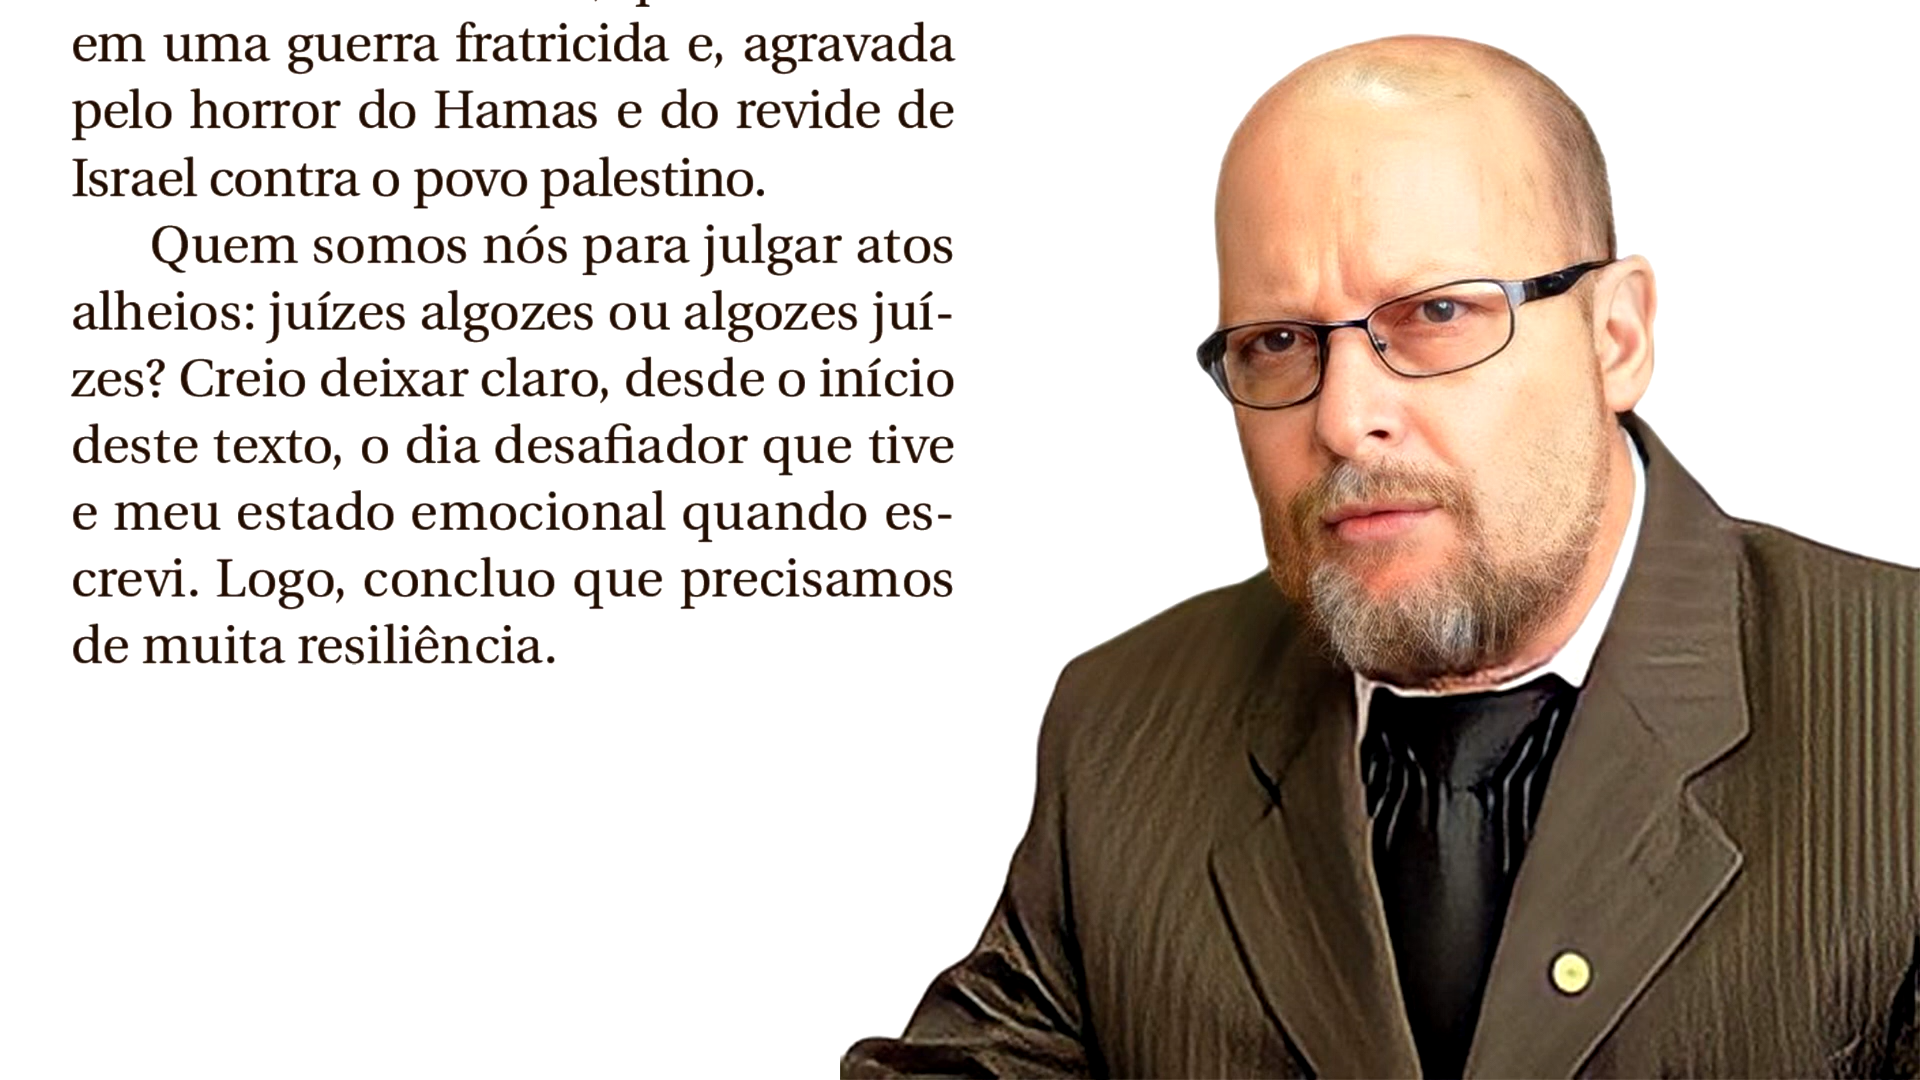 em uma guerra fratricida e, agravada
pelo horror do Hamas e do revide de
Israel contra o povo palestino.
Quem somos nós para julgar atos
alheios: juízes algozes ou algozes juí-
zes? Creio deixar claro, desde o início
deste texto, o dia desafiador que tive
e meu estado emocional quando es-
crevi. Logo, concluo que precisamos
de muita resiliência.